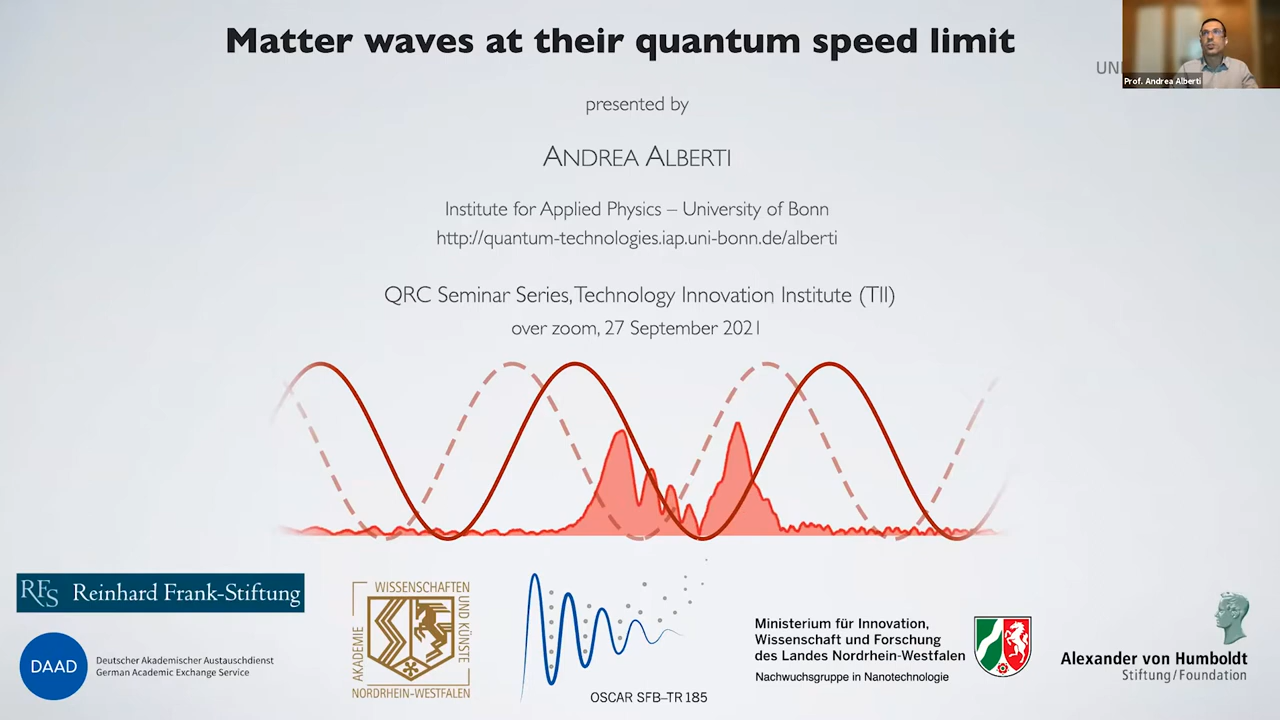 Matter waves at their quantum speed limit
UNI
Prof. Andrea Alberti
presented by
ANDREA ALBERTI
Institute for Applied Physics – University of Bonn
http://quantum-technologies.iap.uni-bonn.de/alberti
QRC Seminar Series, Technology Innovation Institute (TII)
over zoom, 27 September 2021
RFS Reinhard Frank-Stiftung
DAAD
Deutscher Akademischer Austauschdienst
German Academic Exchange Service
AKADEMIE
WISSENSCHAFTEN
UND KÜNSTE
NORDRHEIN-WESTFALEN
OSCAR SFB–TR 185
Ministerium für Innovation,
Wissenschaft und Forschung
des Landes Nordrhein-Westfalen
Nachwuchsgruppe in Nanotechnologie
Alexander von Humboldt
Stiftung/Foundation